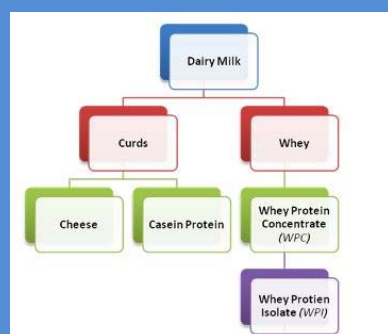 Dairy Milk
Curds
Whey
Cheese
Casein Protein
Whey Protein
Concentrate
(WPC)
Whey Protien
Isolate (WPI)